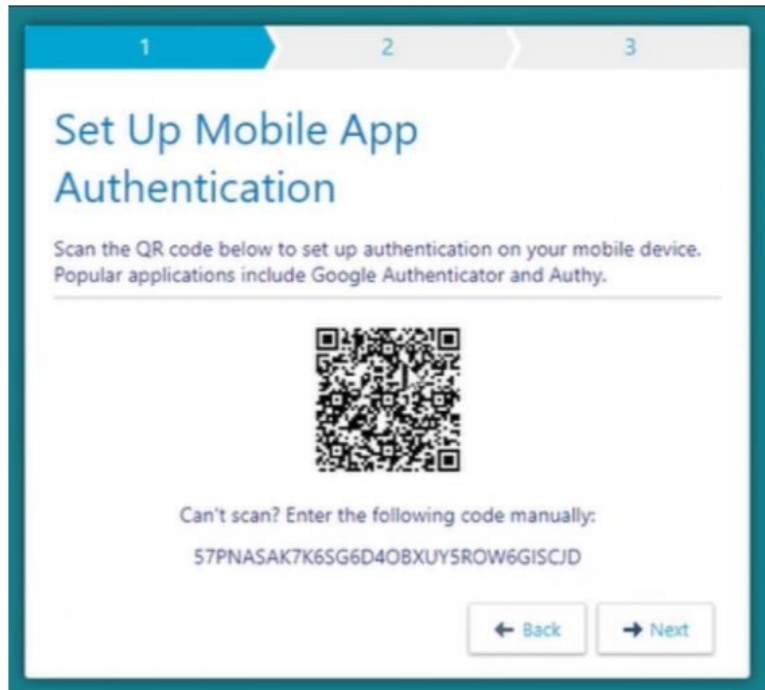 1
2
3
Set Up Mobile App
Authentication
Scan the QR code below to set up authentication on your mobile device.
Popular applications include Google Authenticator and Authy.
Can't scan? Enter the following code manually:
57PNASAK7K6SG6D4OBXUY5ROW6GISCJD
← Back
→ Next